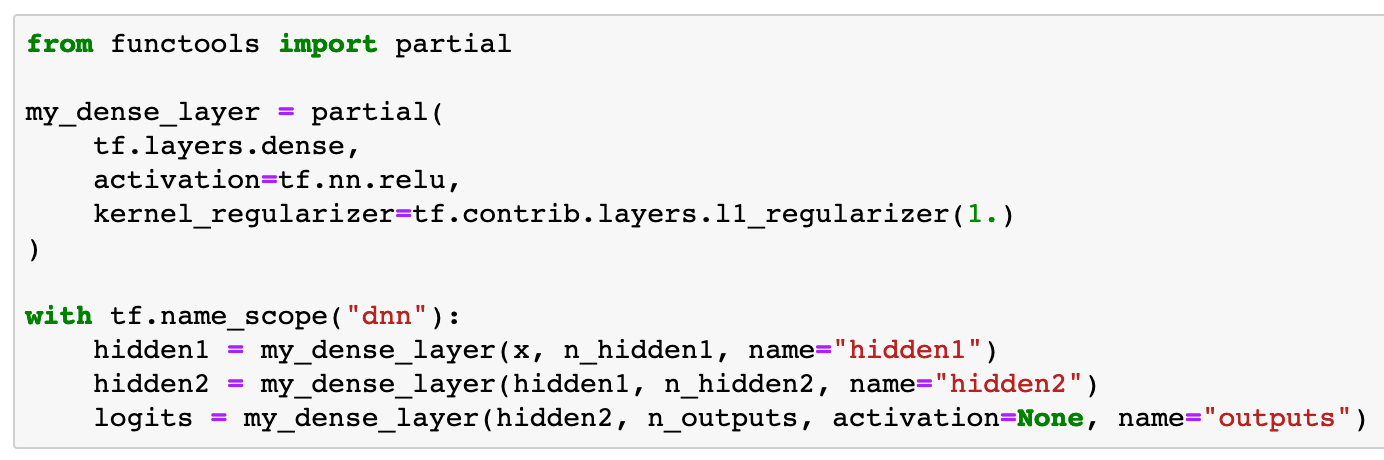 from functools import partial
my_dense_layer = partial(
    tf.layers.dense,
    activation=tf.nn.relu,
    kernel_regularizer=tf.contrib.layers.l1_regularizer(1.)
)
with tf.name_scope("dnn"):
    hidden1 = my_dense_layer(x, n_hidden1, name="hidden1")
    hidden2 = my_dense_layer(hidden1, n_hidden2, name="hidden2")
    logits = my_dense_layer(hidden2, n_outputs, activation=None, name="outputs")